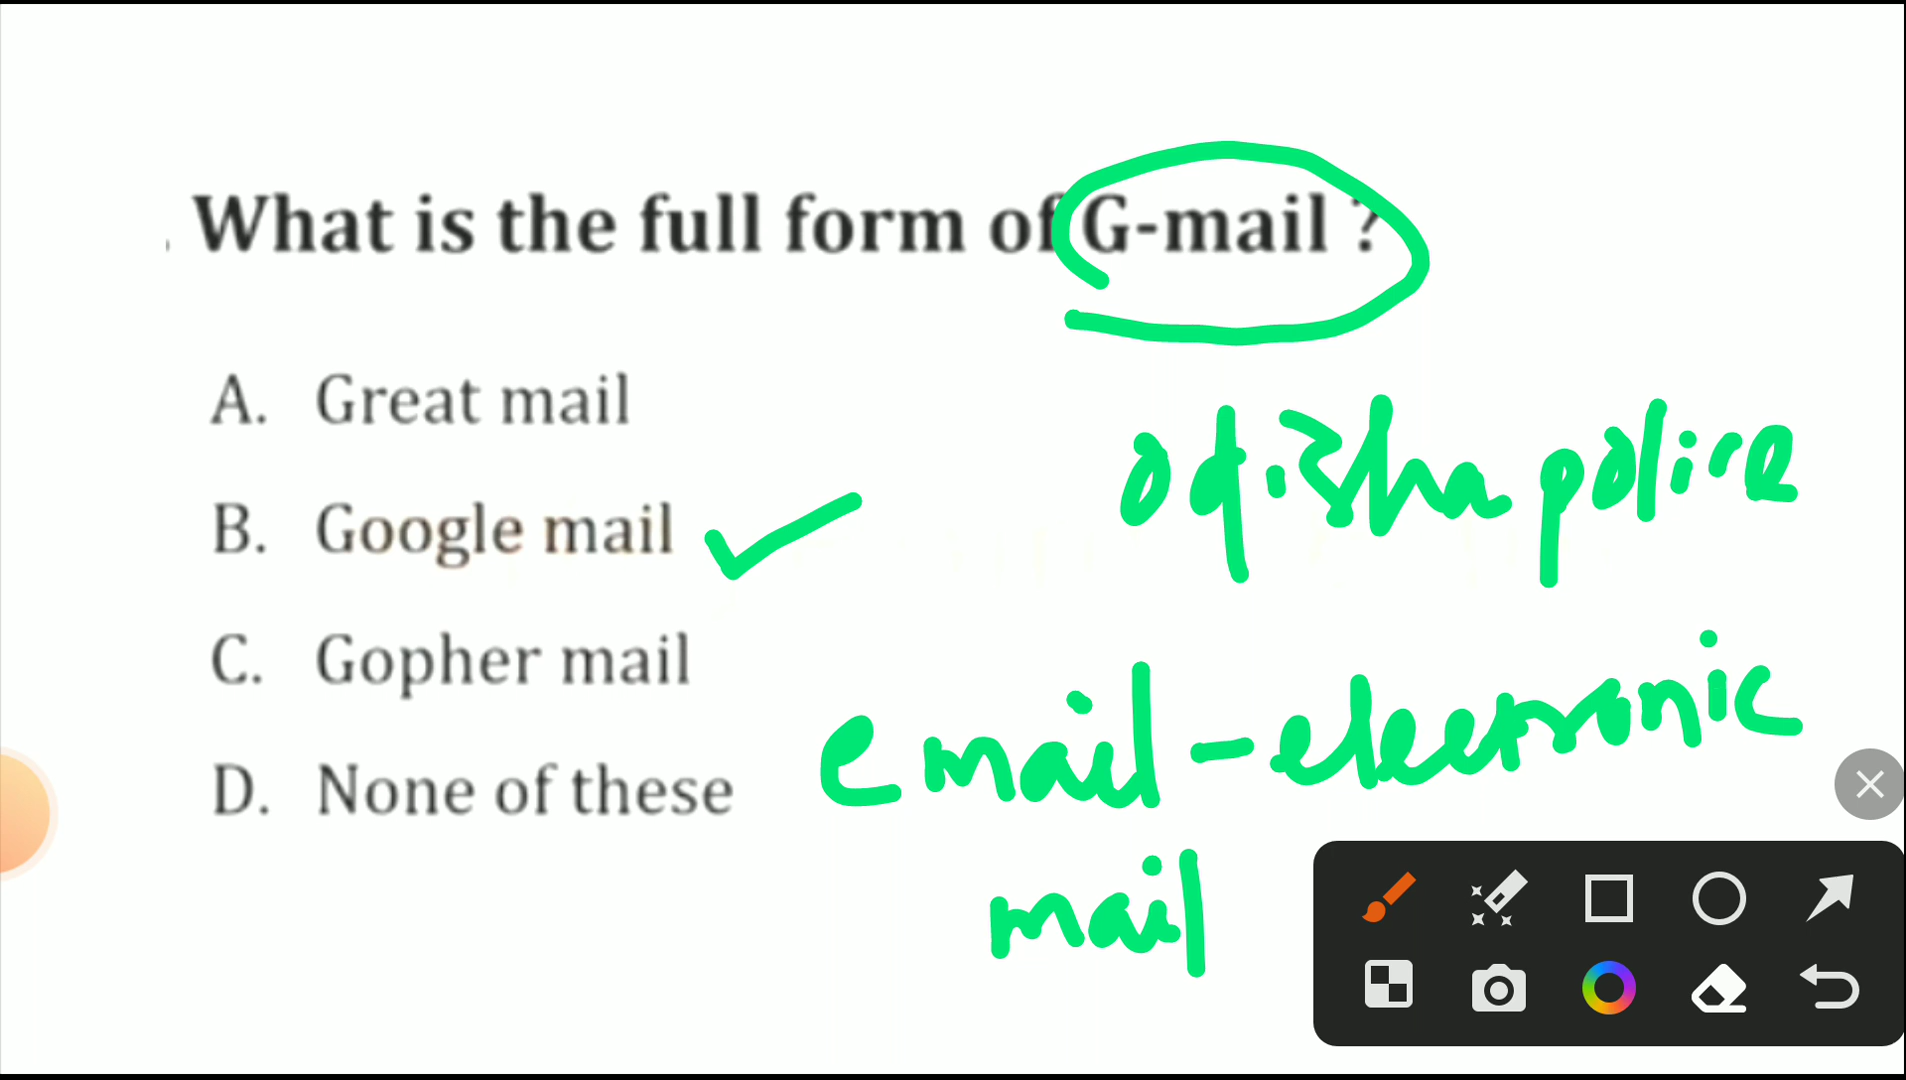 What is the full form of G-mail ?
A. Great mail
B. Google mail
C. Gopher mail
D. None of these
odisha police
email - electronic
mail